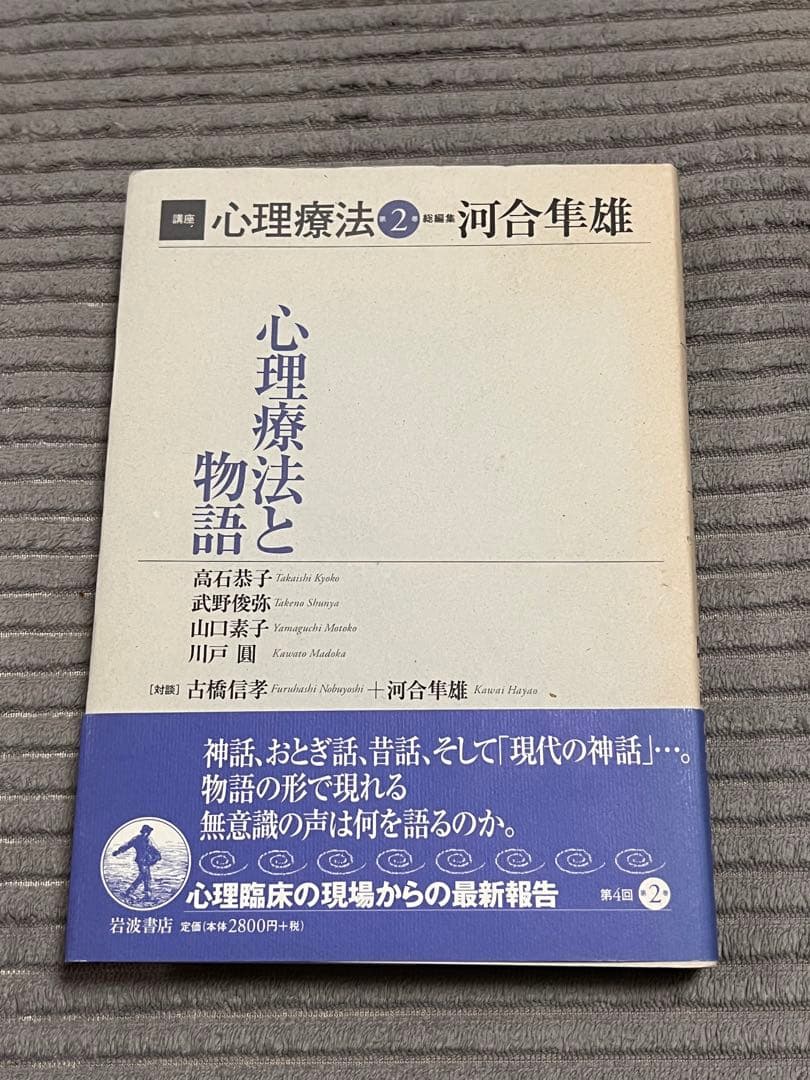 講座 心理療法 第2巻 総編集 河合隼雄
心理療法と
物語
高石恭子 Takaishi Kyoko
武野俊弥 Takeno Shunya
山口素子 Yamaguchi Motoko
川戸 圓 Kawato Madoka
[対談] 古橋信孝 Furuhashi Nobuyoshi +河合隼雄 Kawai Hayao
神話、おとぎ話、昔話、そして「現代の神話」…。
物語の形で現れる
無意識の声は何を語るのか。
心理臨床の現場からの最新報告 第4回 第2巻
岩波書店 定価(本体2800円+税)